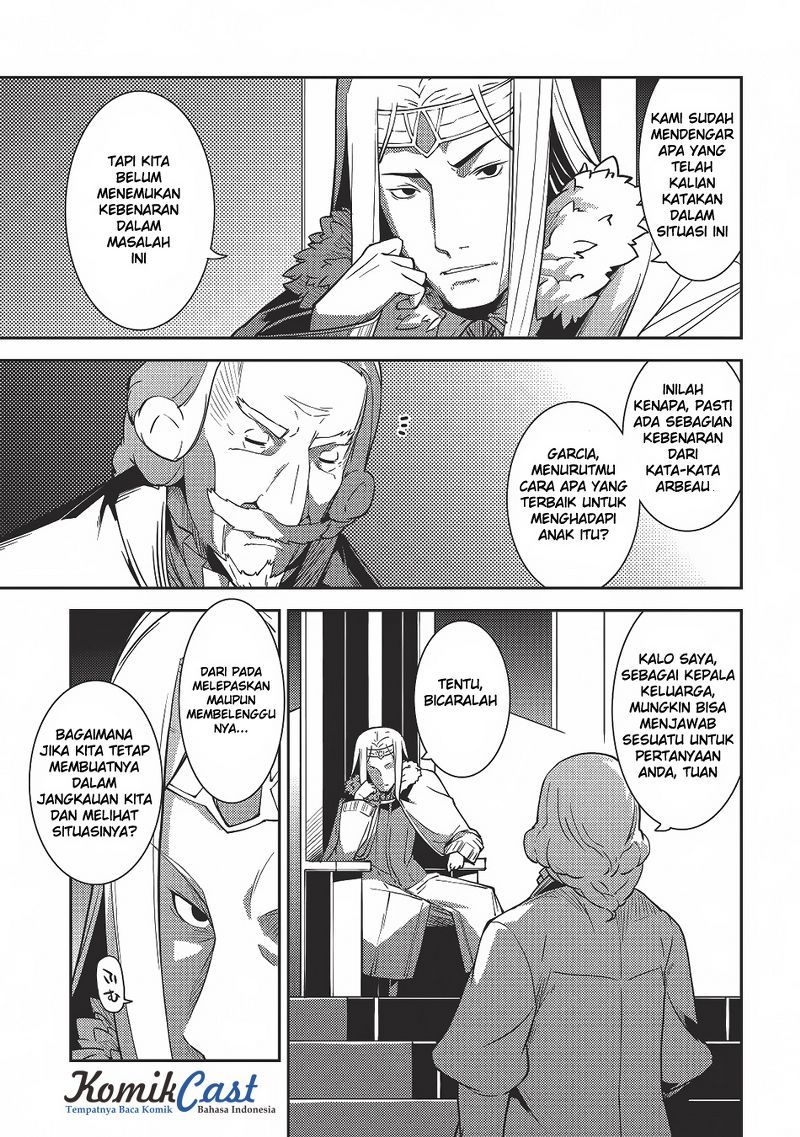 KAMI SUDAH
MENDENGAR
APA YANG
TELAH
KALIAN
KATAKAN
DALAM
SITUASI INI
TAPI KITA
BELUM
MENEMUKAN
KEBENARAN
DALAM
MASALAH
INI
INILAH
KENAPA, PASTI
ADA SEBAGIAN
KEBENARAN
DARI
KATA-KATA
ARBEAU
GARCIA,
MENURUTMU
CARA APA YANG
TERBAIK UNTUK
MENGHADAPI
ANAK ITU?
KALO SAYA,
SEBAGAI KEPALA
KELUARGA,
MUNGKIN BISA
MENJAWAB
SESUATU UNTUK
PERTANYAAN
ANDA, TUAN
TENTU,
BICARALAH
DARI PADA
MELEPASKAN
MAUPUN
MEMBELENGGU
NYA...
BAGAIMANA
JIKA KITA TETAP
MEMBUATNYA
DALAM
JANGKAUAN KITA
DAN MELIHAT
SITUASINYA?
ふむ
KomikCast
Tempatnya Baca Komik Bahasa Indonesia